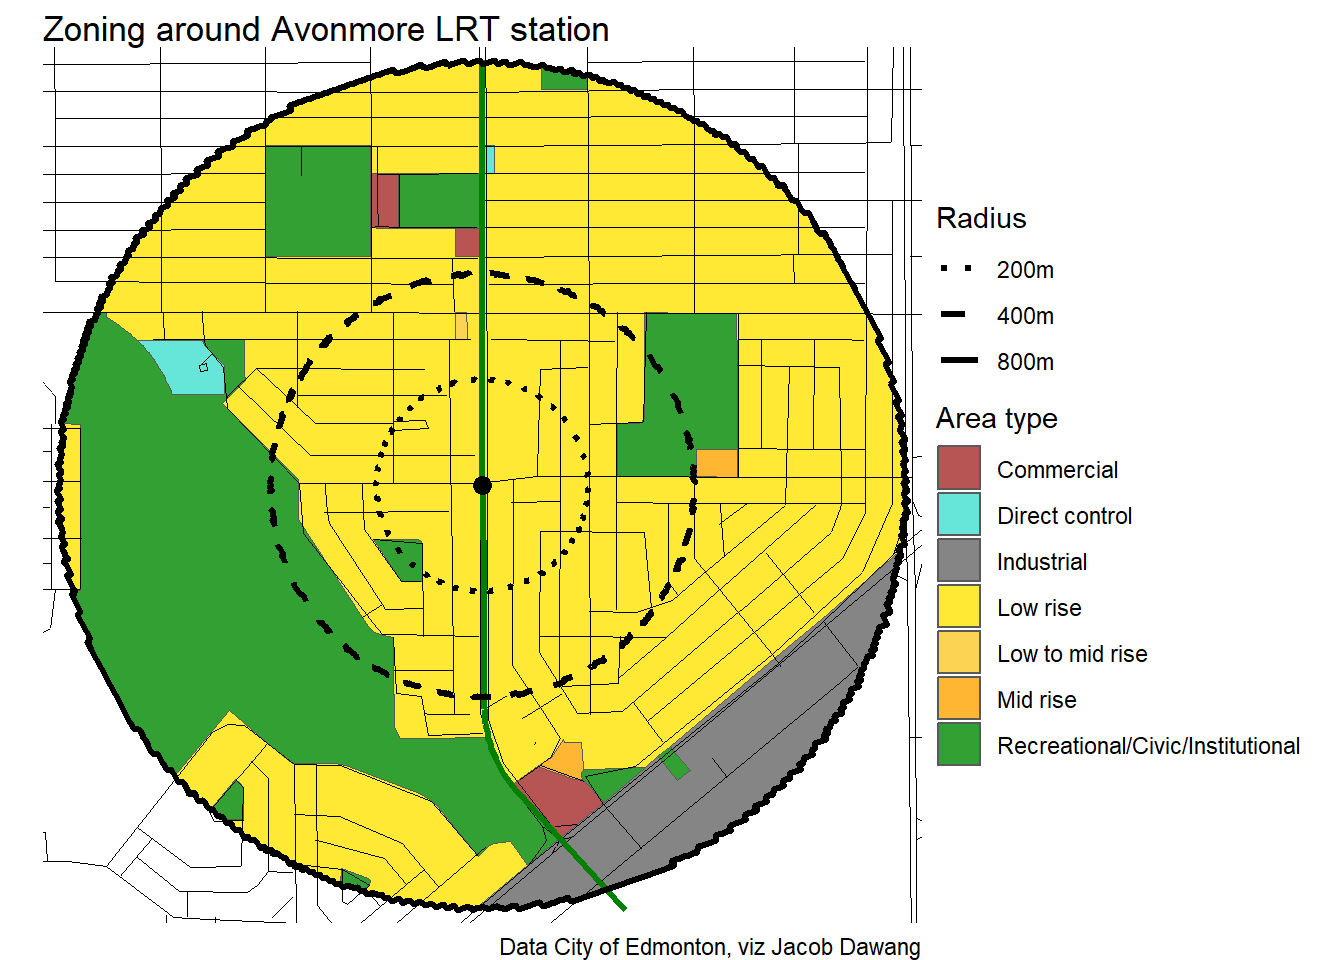 Zoning around Avonmore LRT station
Radius
200m
400m
800m
Area type
Commercial
Direct control
Industrial
Low rise
Low to mid rise
Mid rise
Recreational/Civic/Institutional
Data City of Edmonton, viz Jacob Dawang